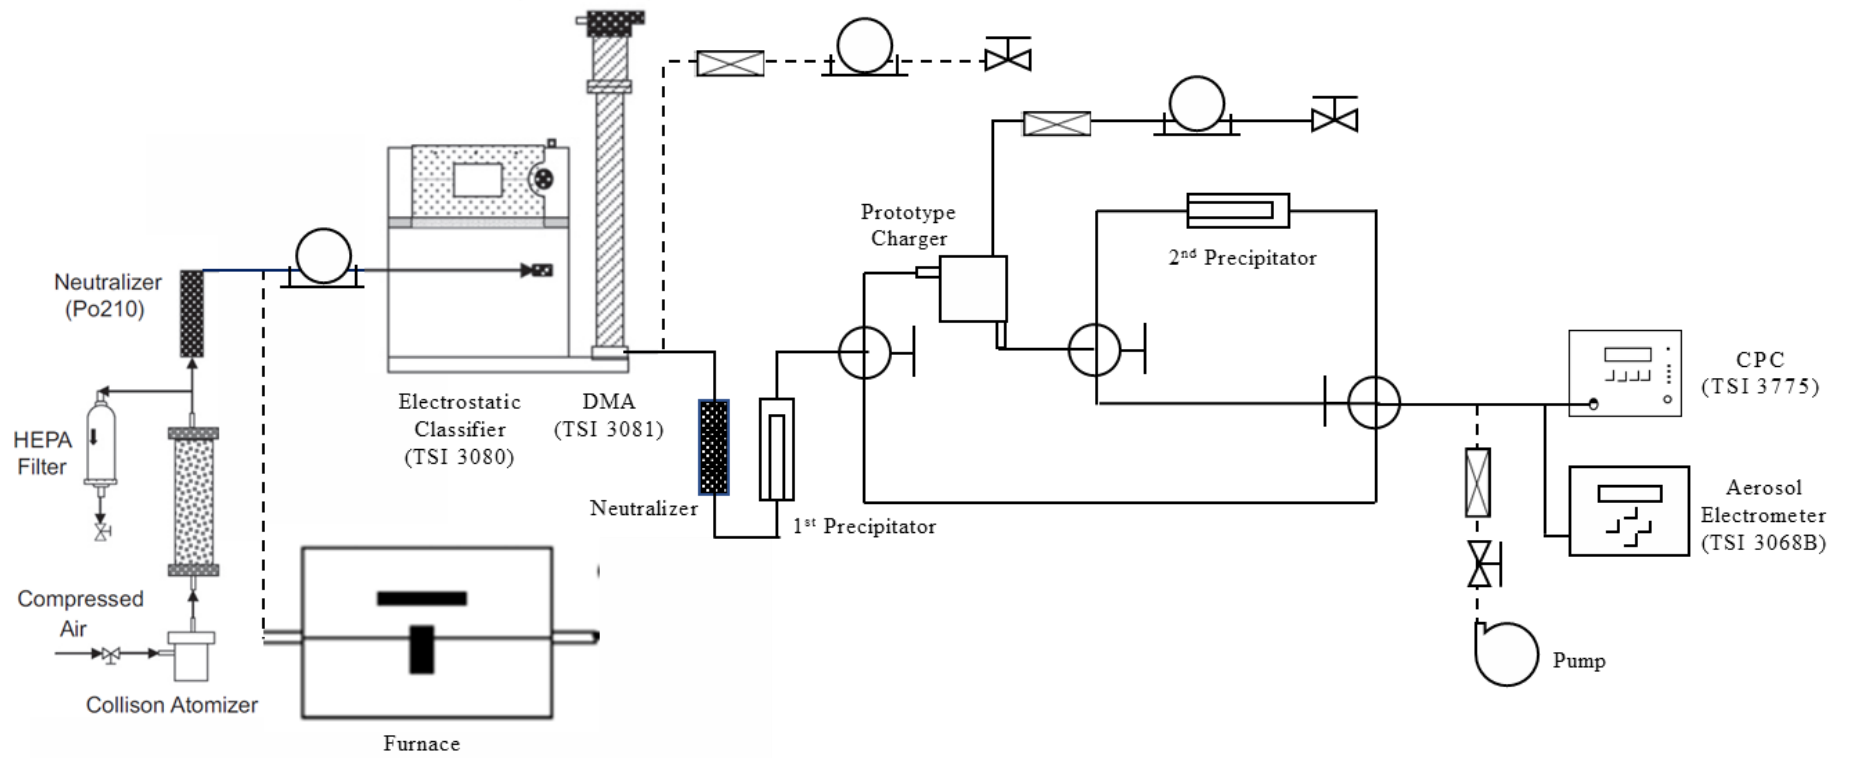 Prototype
Charger
2nd Precipitator
Neutralizer
(Po210)
HEPA
Filter
Electrostatic
Classifier
(TSI 3080)
DMA
(TSI 3081)
CPC
(TSI 3775)
Neutralizer
1st Precipitator
Aerosol
Electrometer
(TSI 3068B)
Compressed
Air
Collison Atomizer
Pump
Furnace